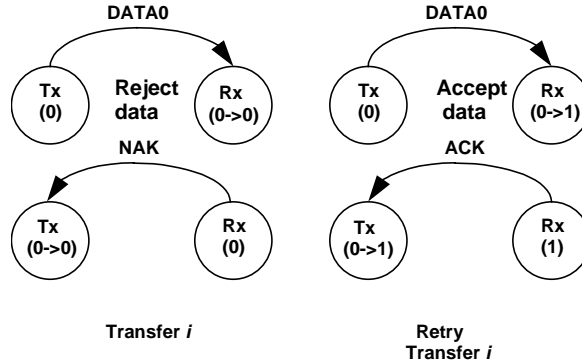 DATA0
Tx
(0)
Reject
data
Rx
(0->0)
NAK
Tx
(0->0)
Rx
(0)
Transfer i
DATA0
Tx
(0)
Accept
data
Rx
(0->1)
ACK
Tx
(0->1)
Rx
(1)
Retry
Transfer i